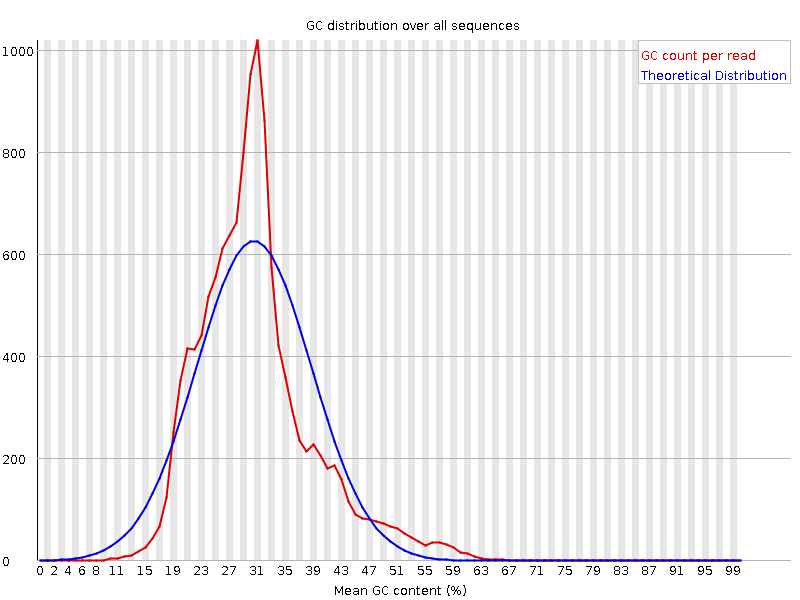 GC distribution over all sequences
GC count per read
Theoretical Distribution
1000
800
600
400
200
0
0 2 4 6 8 11 15 19 23 27 31 35 39 43 47 51 55 59 63 67 71 75 79 83 87 91 95 99
Mean GC content (%)